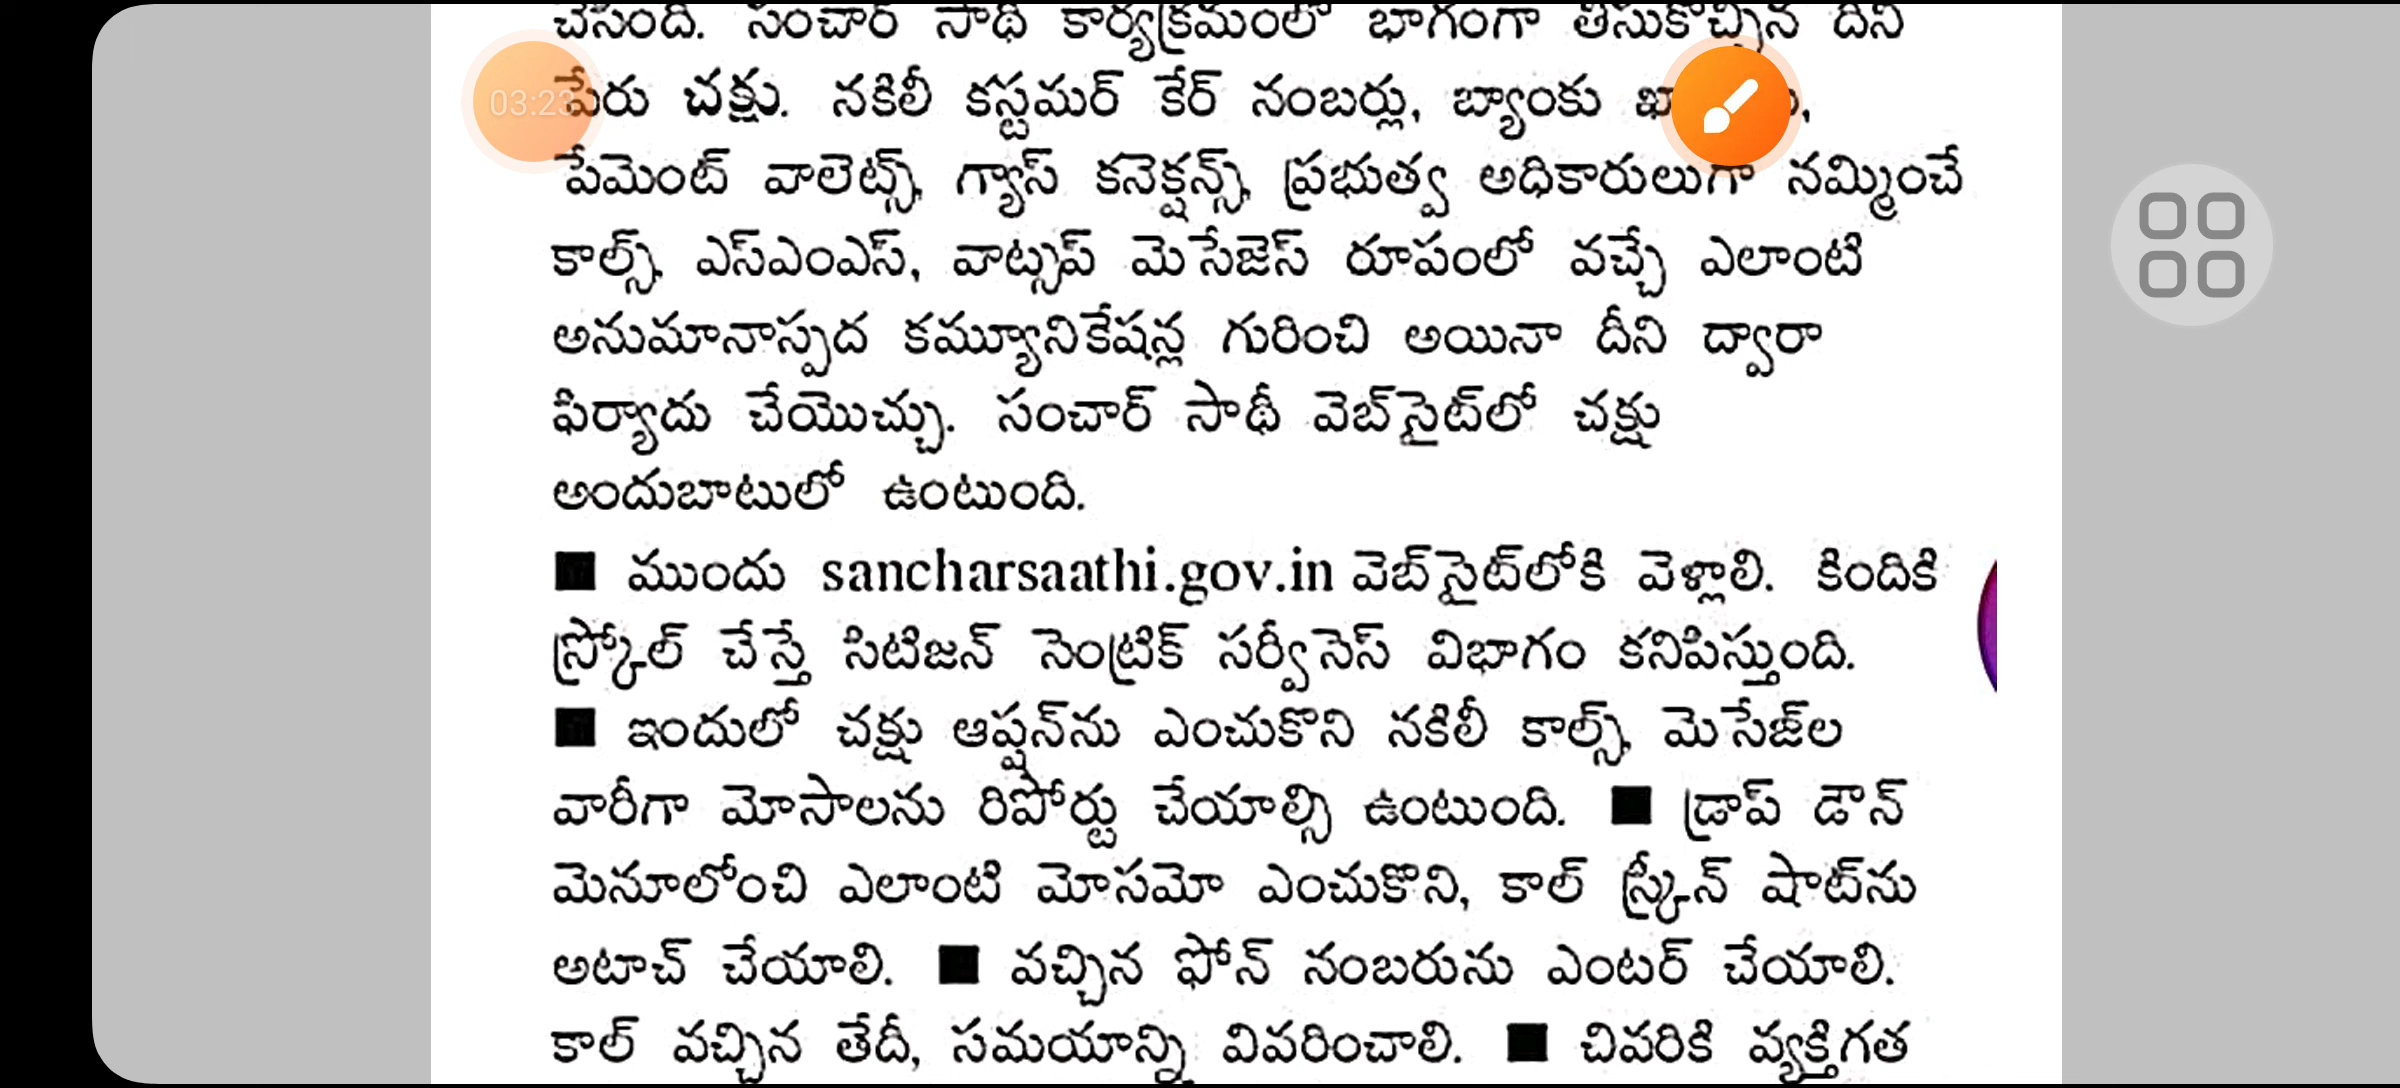 చేసింది. సంచార్ సాథీ కార్యక్రమంలో భాగంగా తీసుకొచ్చిన దీని
03:23
పేరు చక్షు. నకిలీ కస్టమర్ కేర్ నంబర్లు, బ్యాంకు
పేమెంట్ వాలెట్స్, గ్యాస్ కనెక్షన్స్, ప్రభుత్వ అధికారులుగా నమ్మించే
కాల్స్, ఎస్ఎంఎస్, వాట్సప్ మెసేజెస్ రూపంలో వచ్చే ఎలాంటి
అనుమానాస్పద కమ్యూనికేషన్ల గురించి అయినా దీని ద్వారా
ఫిర్యాదు చేయొచ్చు. సంచార్ సాథీ వెబ్‌సైట్‌లో చక్షు
అందుబాటులో ఉంటుంది.
■ ముందు sancharsaathi.gov.in వెబ్‌సైట్‌లోకి వెళ్లాలి. కిందికి
స్క్రోల్ చేస్తే సిటిజన్ సెంట్రిక్ సర్వీసెస్ విభాగం కనిపిస్తుంది.
■ ఇందులో చక్షు ఆప్షన్‌ను ఎంచుకొని నకిలీ కాల్స్, మెసేజ్‌ల
వారీగా మోసాలను రిపోర్టు చేయాల్సి ఉంటుంది. ■ డ్రాప్ డౌన్
మెనూలోంచి ఎలాంటి మోసమో ఎంచుకొని, కాల్ స్క్రీన్ షాట్‌ను
అటాచ్ చేయాలి. ■ వచ్చిన ఫోన్ నంబరును ఎంటర్ చేయాలి.
కాల్ వచ్చిన తేదీ, సమయాన్ని వివరించాలి. ■ చివరికి వ్యక్తిగత